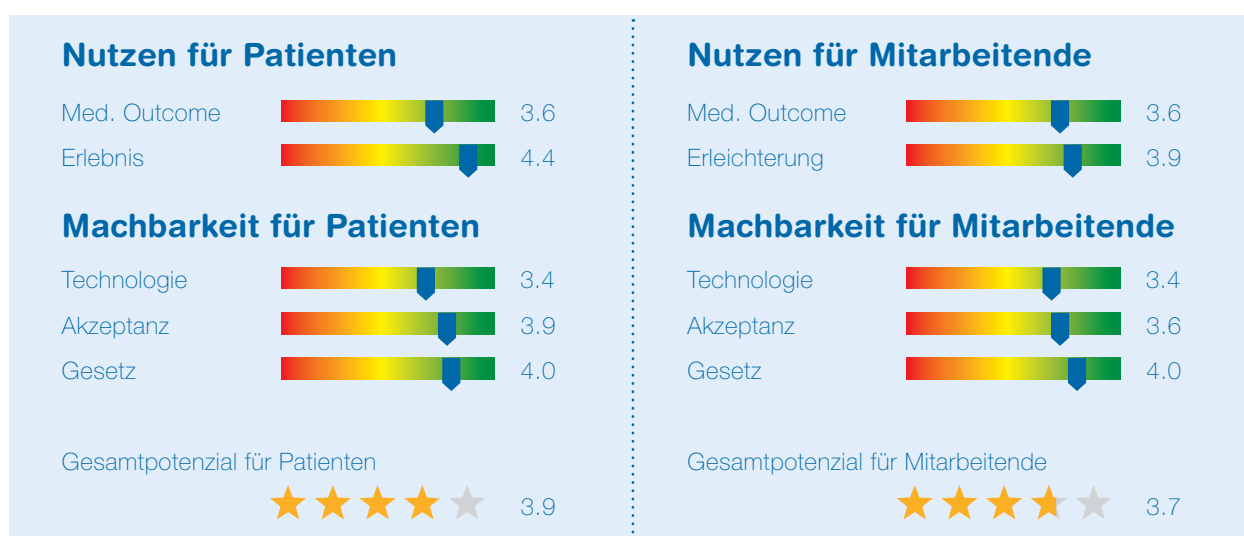 Nutzen für Patienten
Med. Outcome 3.6
Erlebnis 4.4
Machbarkeit für Patienten
Technologie 3.4
Akzeptanz 3.9
Gesetz 4.0
Gesamtpotenzial für Patienten
3.9
Nutzen für Mitarbeitende
Med. Outcome 3.6
Erleichterung 3.9
Machbarkeit für Mitarbeitende
Technologie 3.4
Akzeptanz 3.6
Gesetz 4.0
Gesamtpotenzial für Mitarbeitende
3.7